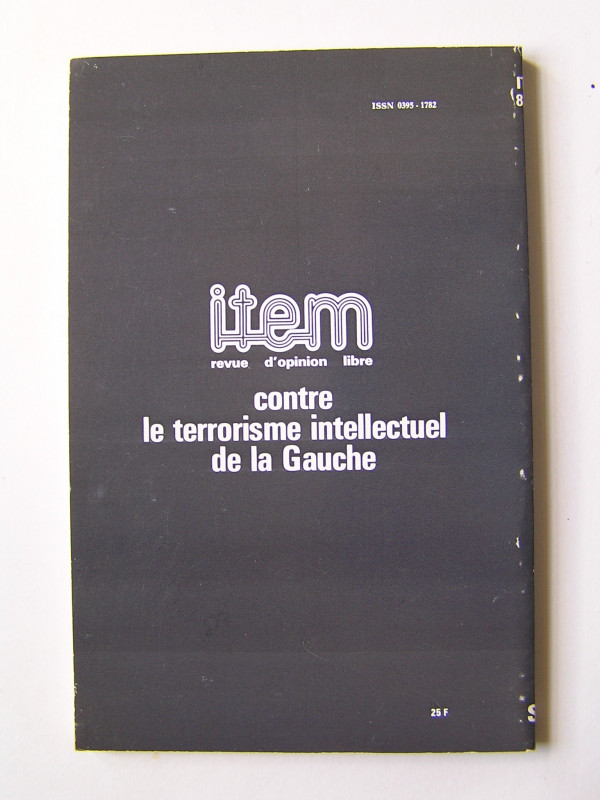 ISSN 0395 - 1782
item
revue d'opinion libre
contre
le terrorisme intellectuel
de la Gauche
25 F